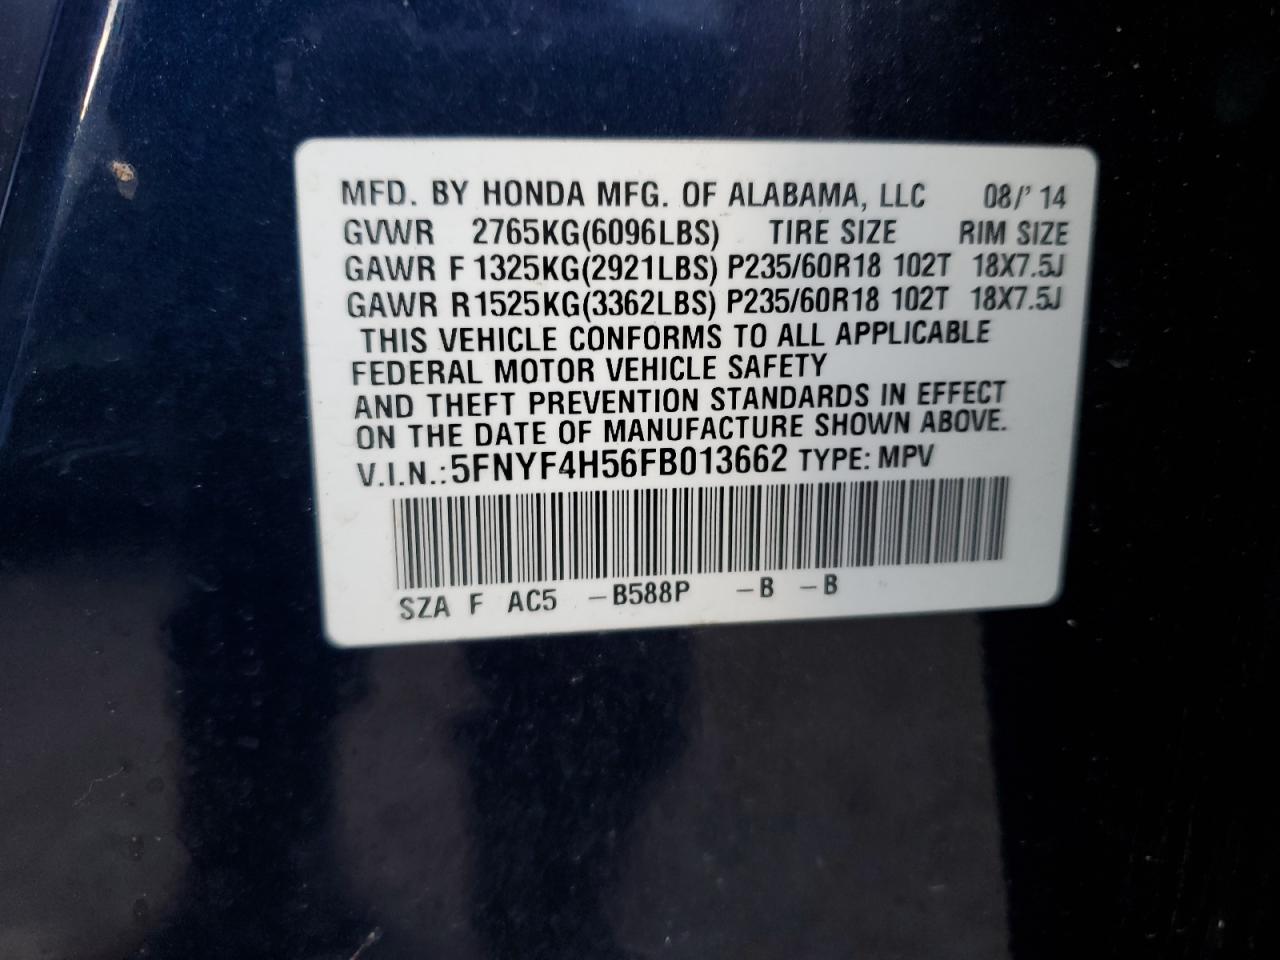 MFD. BY HONDA MFG. OF ALABAMA, LLC 08/' 14
GVWR 2765KG(6096LBS) TIRE SIZE RIM SIZE
GAWR F 1325KG(2921LBS) P235/60R18 102T 18X7.5J
GAWR R1525KG(3362LBS) P235/60R18 102T 18X7.5J
THIS VEHICLE CONFORMS TO ALL APPLICABLE
FEDERAL MOTOR VEHICLE SAFETY
AND THEFT PREVENTION STANDARDS IN EFFECT
ON THE DATE OF MANUFACTURE SHOWN ABOVE.
V.I.N.: 5FNYF4H56FB013662 TYPE: MPV
SZA F AC5 -B588P -B -B